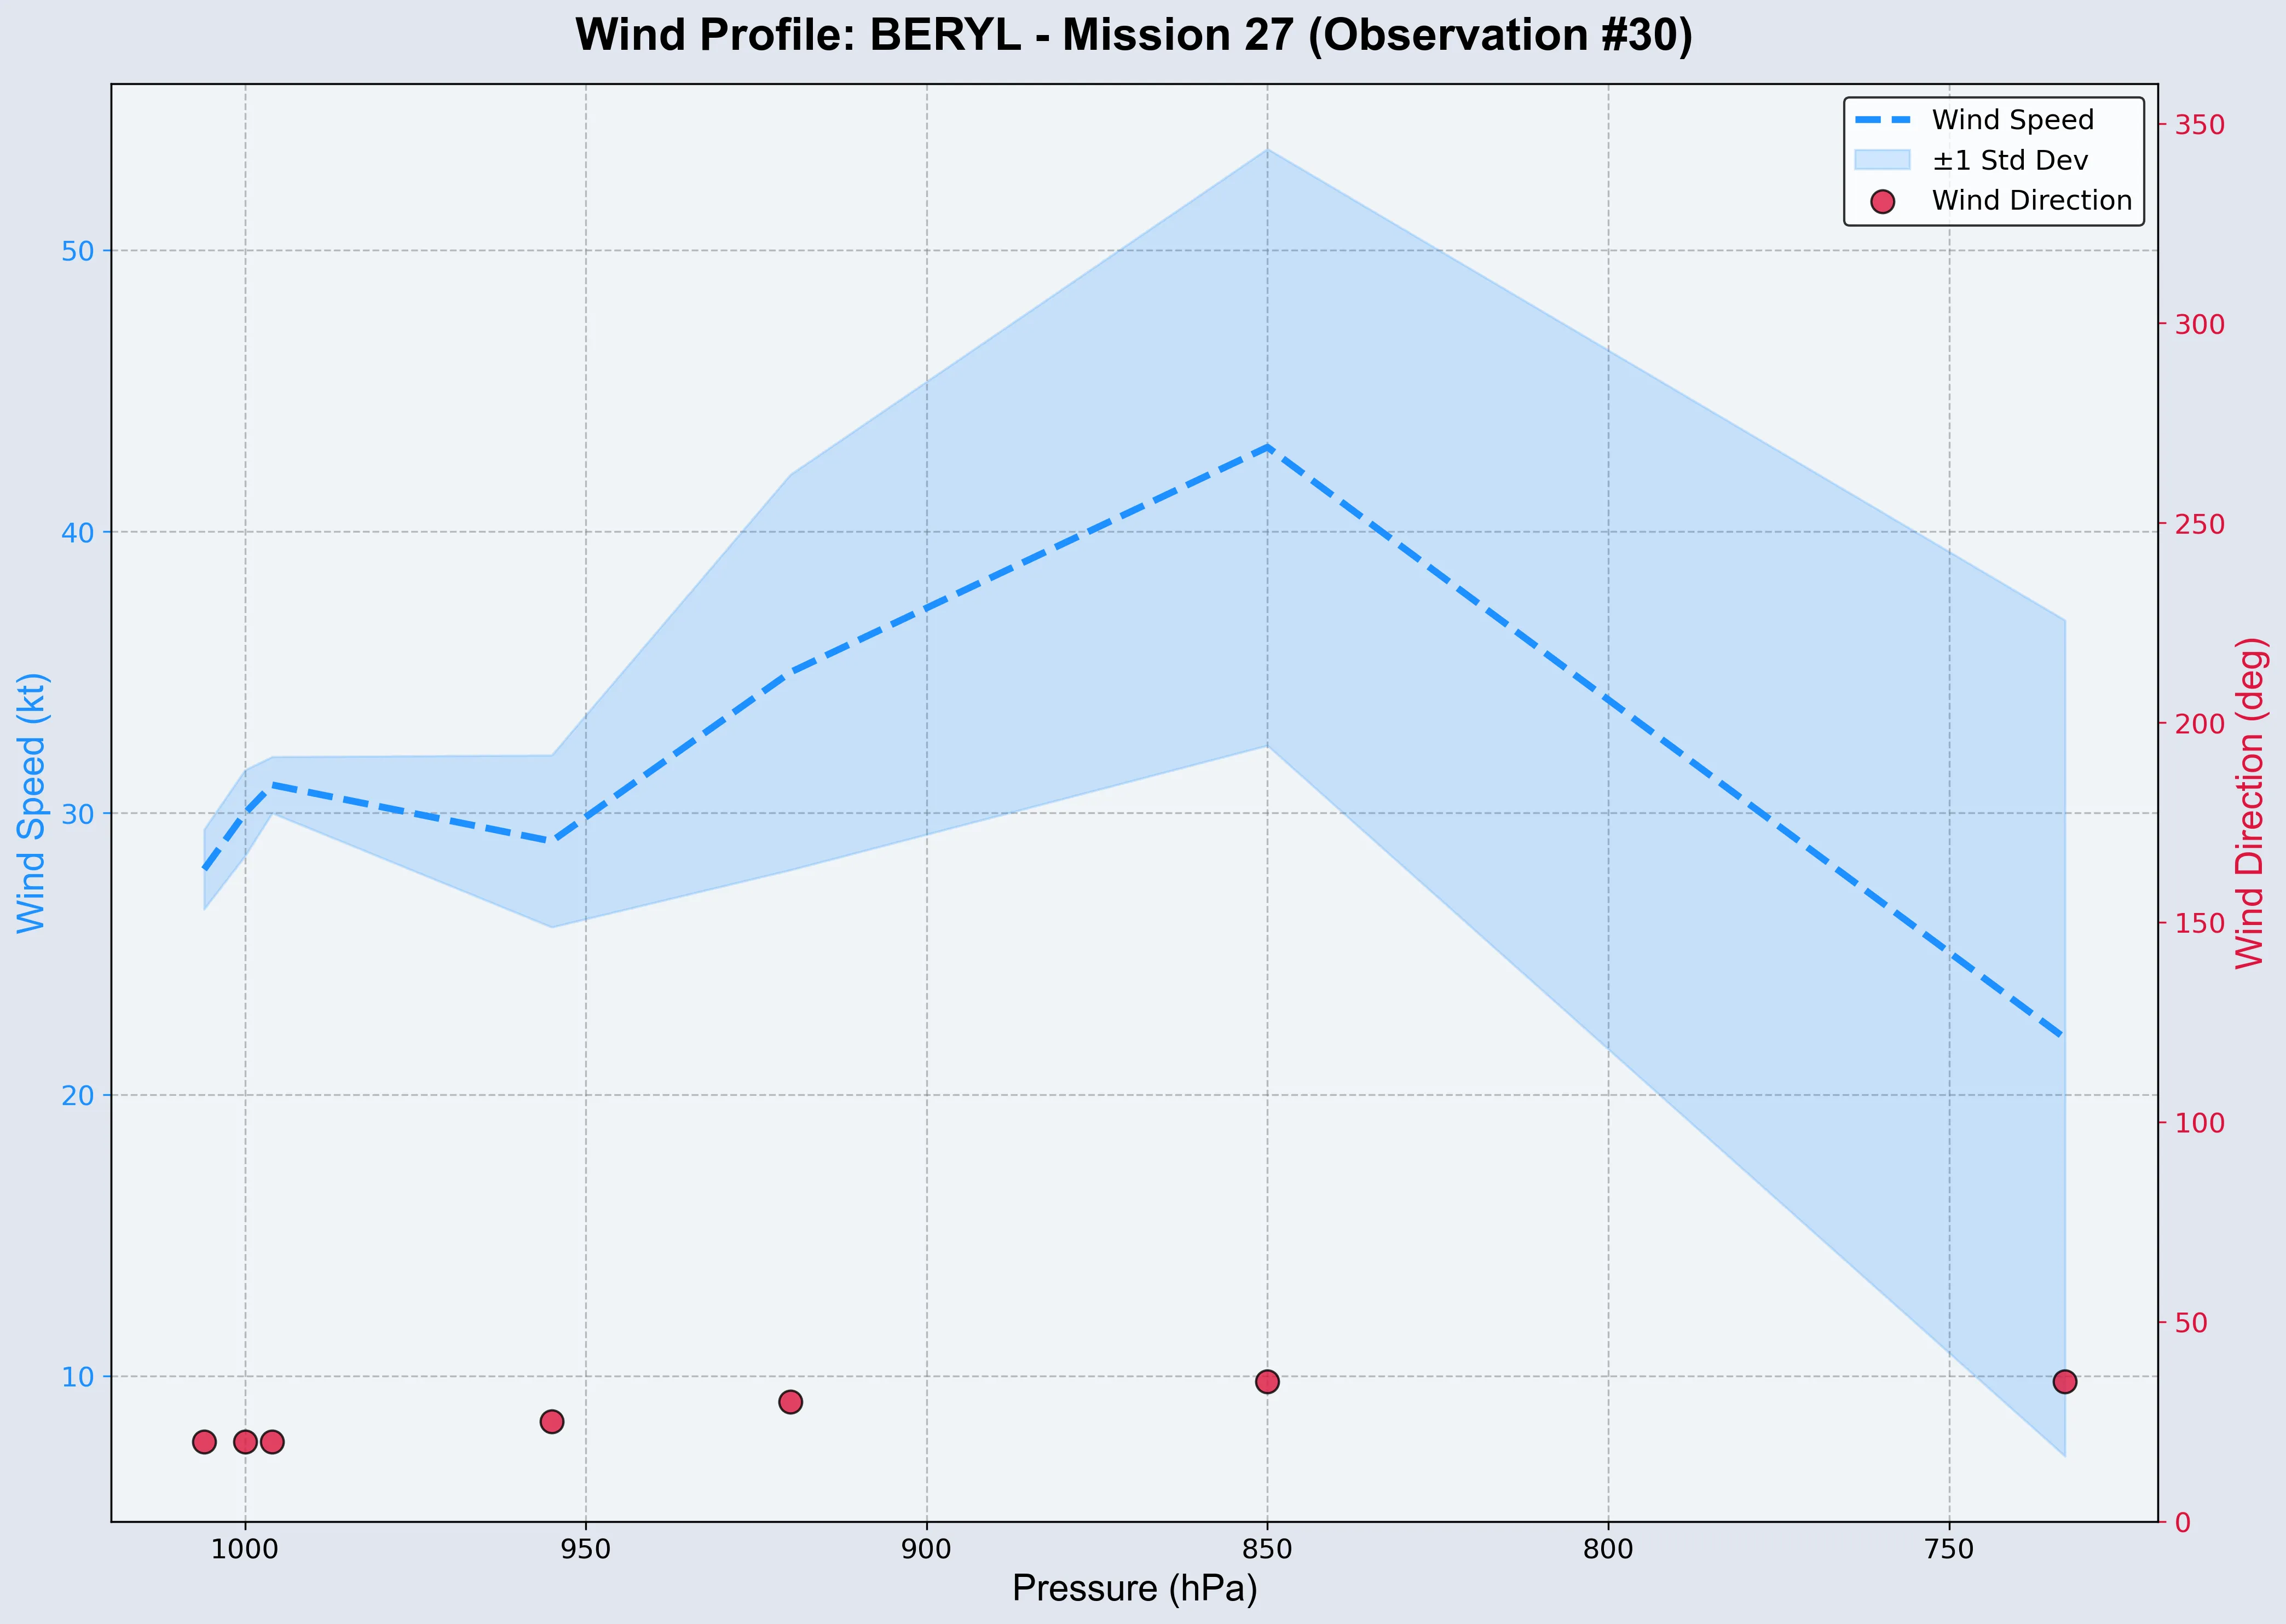 Wind Profile: BERYL - Mission 27 (Observation #30)
Wind Speed
±1 Std Dev
Wind Direction
Wind Speed (kt)
50
40
30
20
10
350
300
250
200
150
100
50
0
Wind Direction (deg)
1000 950 900 850 800 750
Pressure (hPa)